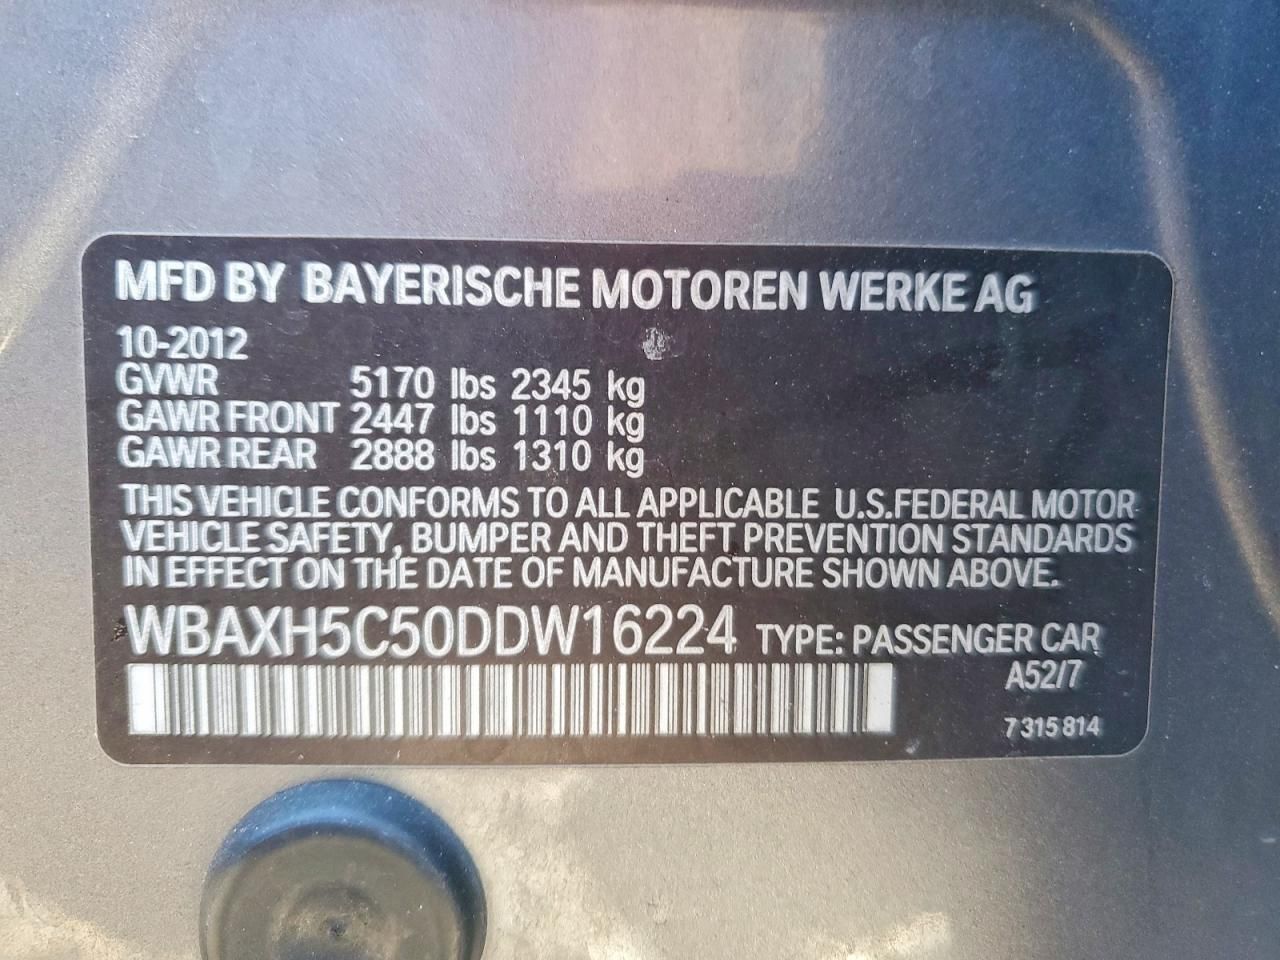 MFD BY BAYERISCHE MOTOREN WERKE AG
10-2012
GVWR 5170 lbs 2345 kg
GAWR FRONT 2447 lbs 1110 kg
GAWR REAR 2888 lbs 1310 kg
THIS VEHICLE CONFORMS TO ALL APPLICABLE U.S.FEDERAL MOTOR
VEHICLE SAFETY, BUMPER AND THEFT PREVENTION STANDARDS
IN EFFECT ON THE DATE OF MANUFACTURE SHOWN ABOVE.
WBAXH5C50DDW16224 TYPE: PASSENGER CAR
A52/7
7 315 814